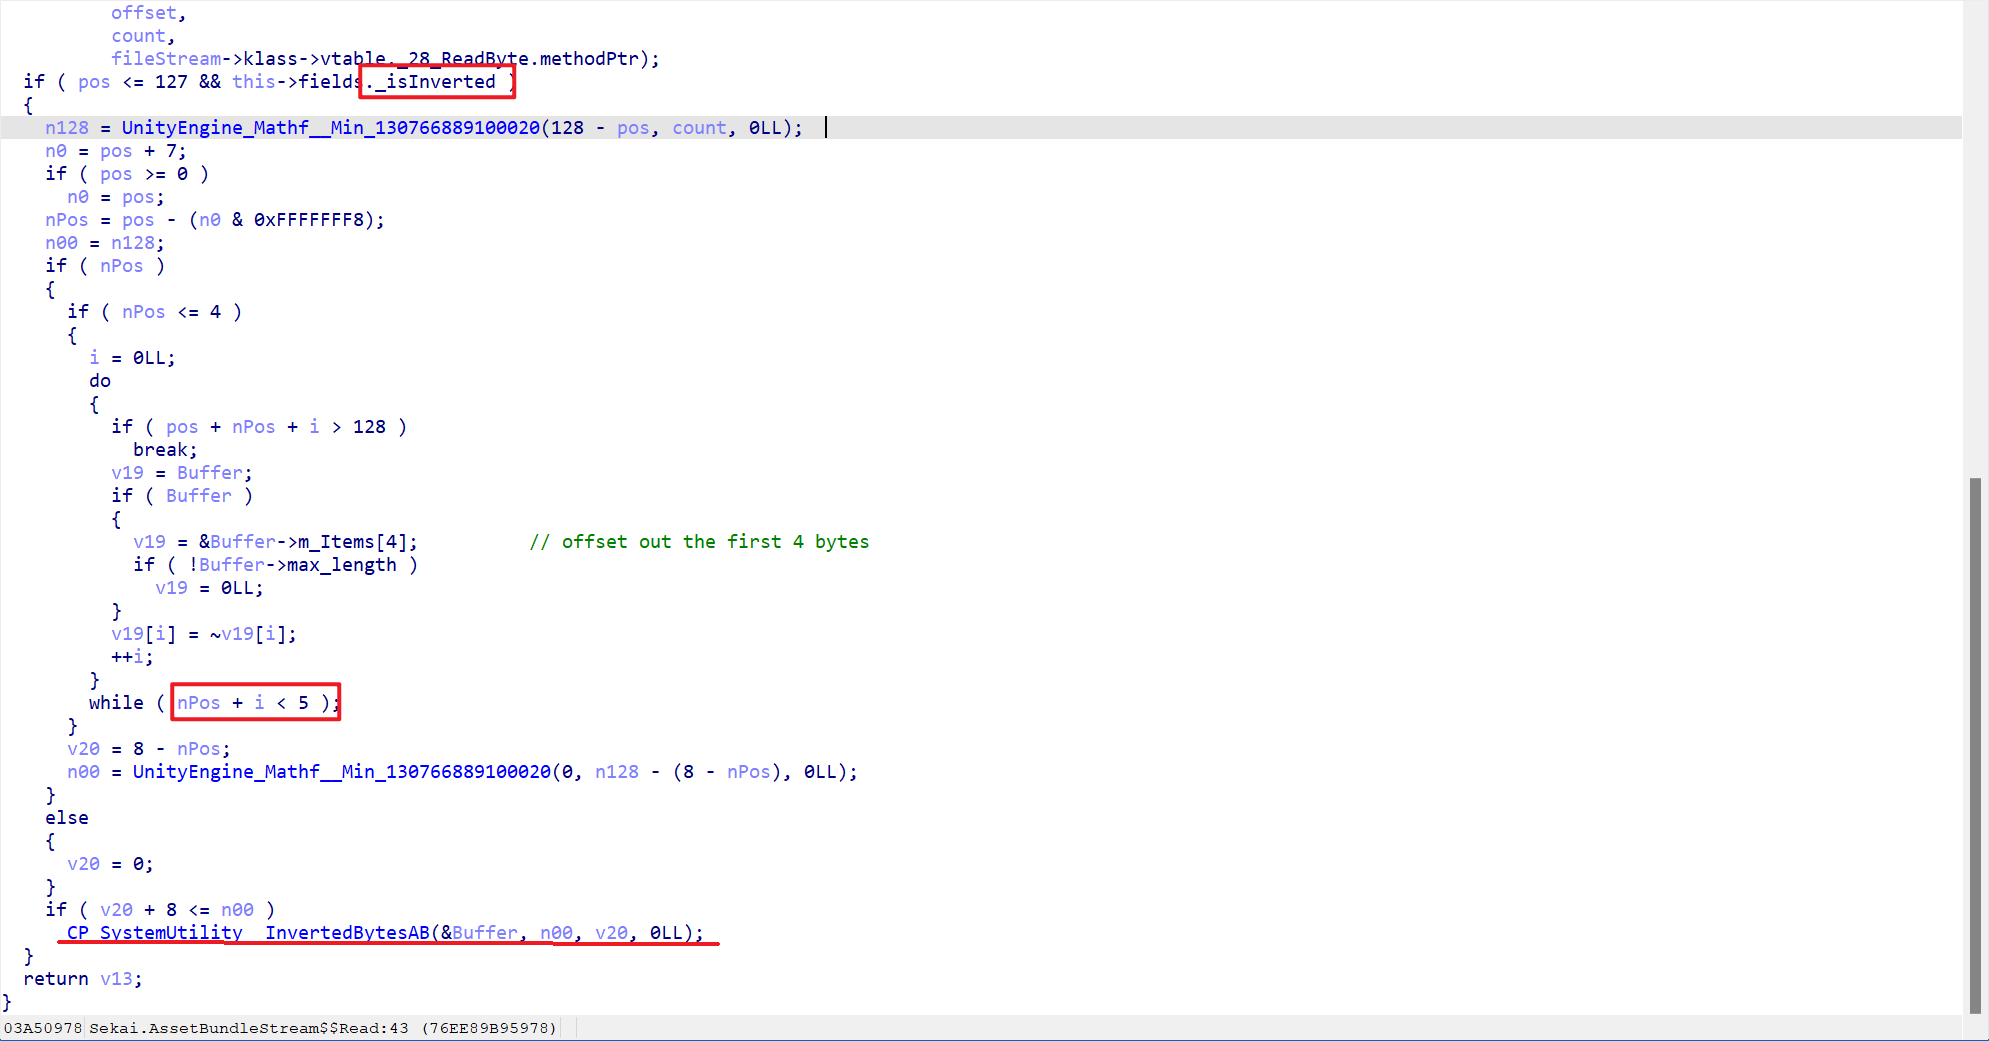 offset,
count,
fileStream->klass->vtable._28_ReadByte.methodPtr);
if ( pos <= 127 && this->fields._isInverted )
{
n128 = UnityEngine_Mathf__Min_130766889100020(128 - pos, count, 0LL);
n0 = pos + 7;
if ( pos >= 0 )
n0 = pos;
nPos = pos - (n0 & 0xFFFFFFF8);
n00 = n128;
if ( nPos )
{
if ( nPos <= 4 )
{
i = 0LL;
do
{
if ( pos + nPos + i > 128 )
break;
v19 = Buffer;
if ( Buffer )
{
v19 = &Buffer->m_Items[4]; // offset out the first 4 bytes
if ( !Buffer->max_length )
v19 = 0LL;
}
v19[i] = ~v19[i];
++i;
}
while ( nPos + i < 5 );
}
v20 = 8 - nPos;
n00 = UnityEngine_Mathf__Min_130766889100020(0, n128 - (8 - nPos), 0LL);
}
else
{
v20 = 0;
}
if ( v20 + 8 <= n00 )
CP_SystemUtility__InvertedBytesAB(&Buffer, n00, v20, 0LL);
}
return v13;
}
03A50978 Sekai.AssetBundleStream$$Read:43 (76EE89B95978)